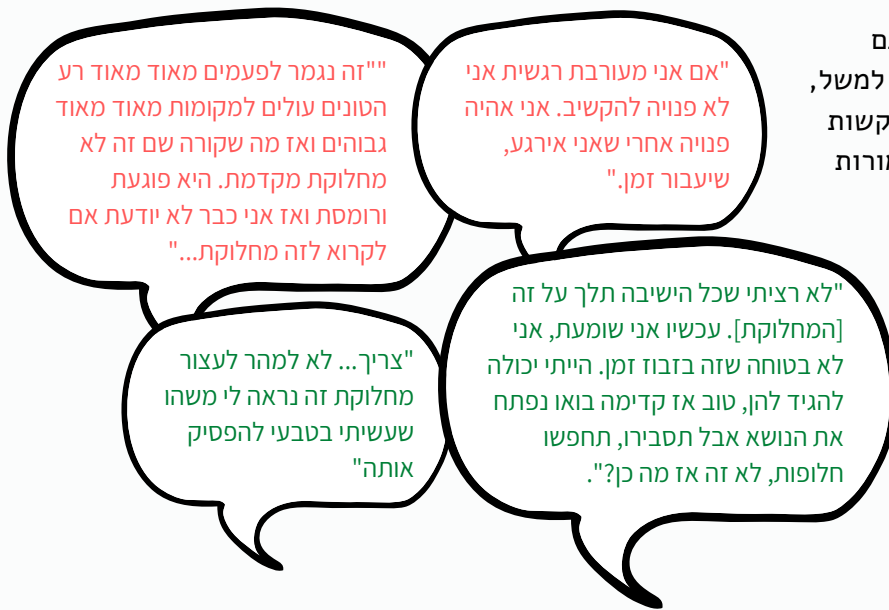 למשל,
"אם אני מעורבת רגשית אני
לא פנויה להקשיב. אני אהיה
פנויה אחרי שאני אירגע,
שיעבור זמן."
""זה נגמר לפעמים מאוד מאוד רע
הטונים עולים למקומות מאוד מאוד
גבוהים ואז מה שקורה שם זה לא
מחלוקת מקדמת. היא פוגעת
ורומסת ואז אני כבר לא יודעת אם
לקרוא לזה מחלוקת..."
"לא רציתי שכל הישיבה תלך על זה
[המחלוקת]. עכשיו אני שומעת, אני
לא בטוחה שזה בזבוז זמן. הייתי יכולה
להגיד להן, טוב אז קדימה בואו נפתח
את הנושא אבל תסבירו, תחפשו
חלופות, לא זה אז מה כן?".
"צריך... לא למהר לעצור
מחלוקת זה נראה לי משהו
שעשיתי בטבעי להפסיק
אותה"